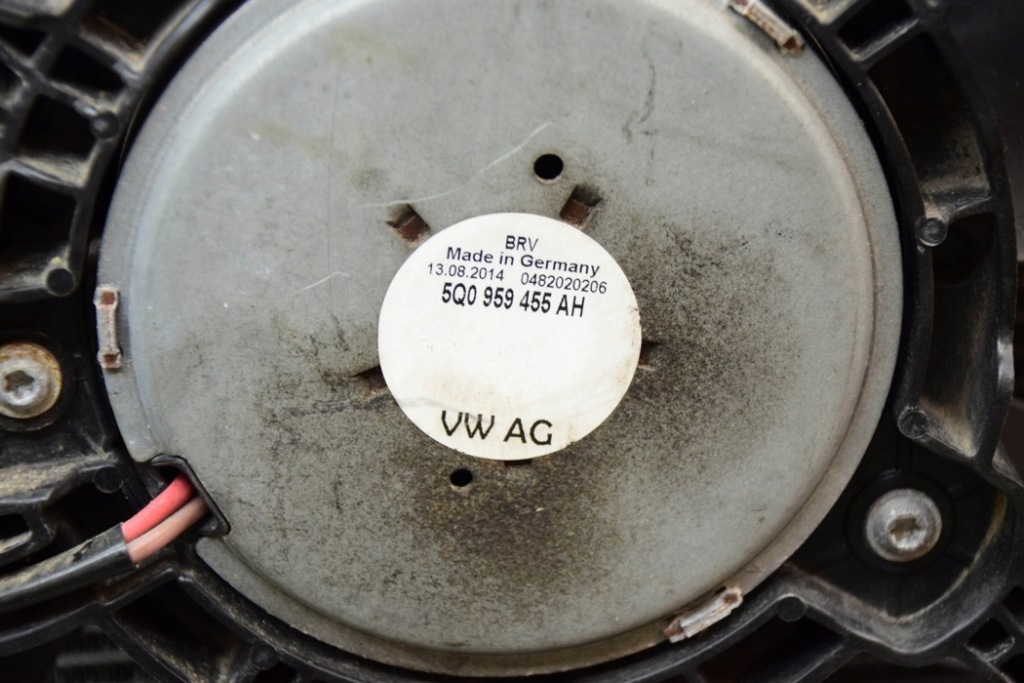 BRV
Made in Germany
13.08.2014 0482020206
5Q0 959 455 AH
VW AG